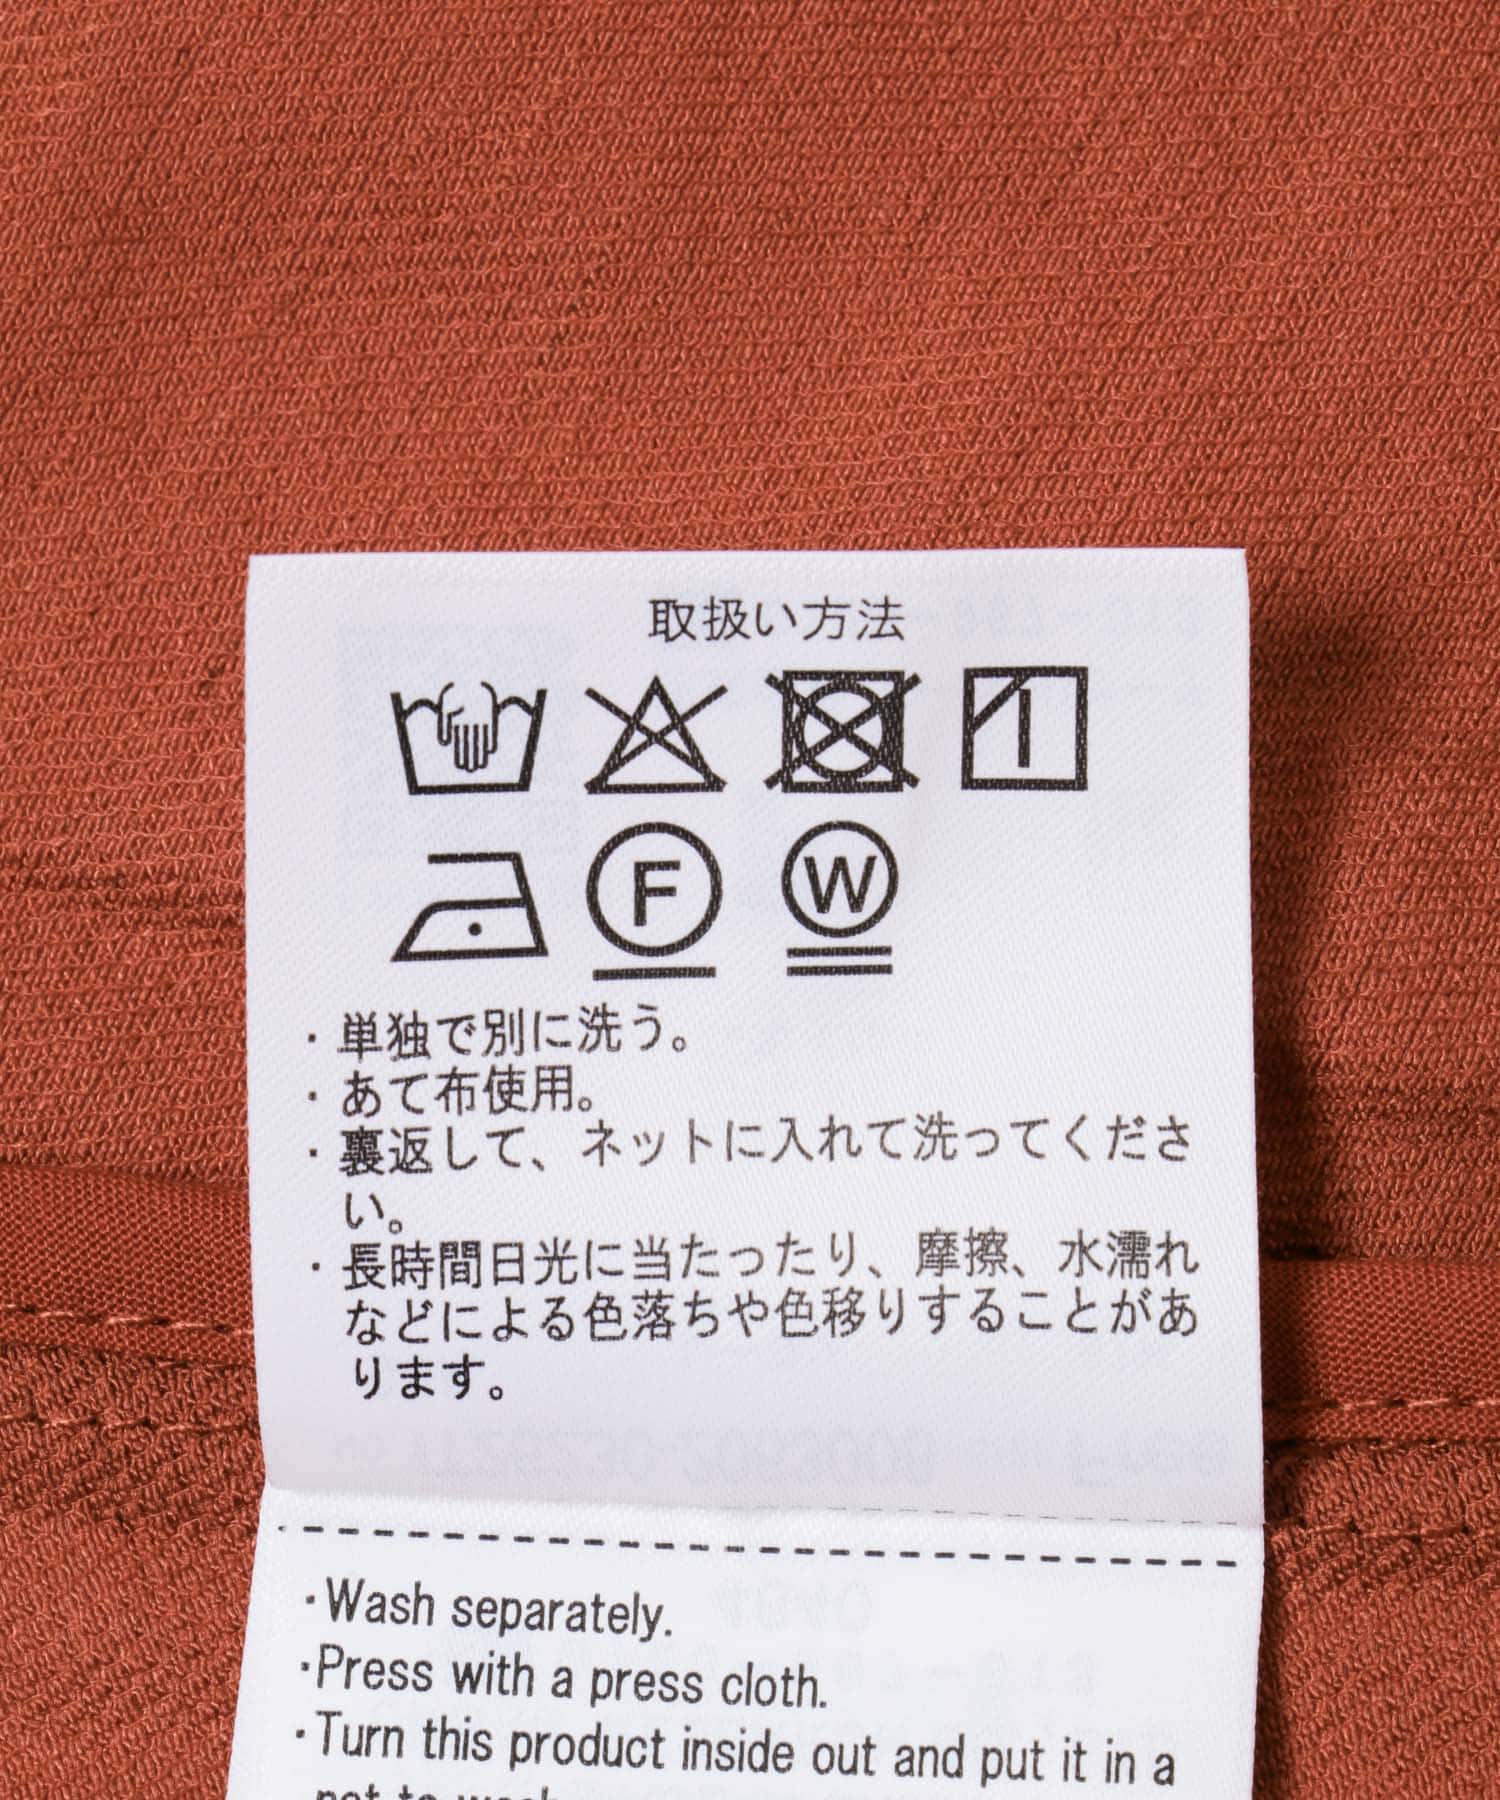 取扱い方法
F W
・単独で別に洗う。
・あて布使用。
・裏返して、ネットに入れて洗ってくださ
い。
・長時間日光に当たったり、摩擦、水濡れ
などによる色落ちや色移りすることがあ
ります。
・Wash separately.
・Press with a press cloth.
・Turn this product inside out and put it in a
net to wash